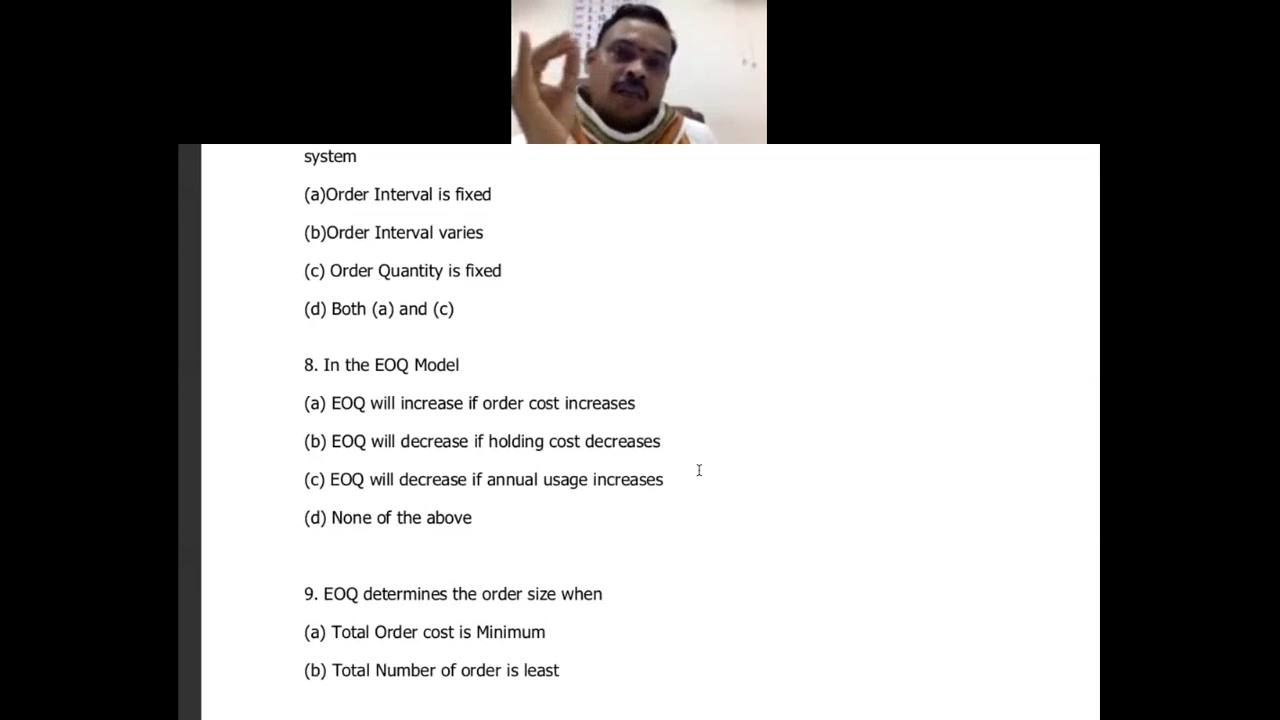 system
(a)Order Interval is fixed
(b)Order Interval varies
(c) Order Quantity is fixed
(d) Both (a) and (c)
8. In the EOQ Model
(a) EOQ will increase if order cost increases
(b) EOQ will decrease if holding cost decreases
(c) EOQ will decrease if annual usage increases
(d) None of the above
9. EOQ determines the order size when
(a) Total Order cost is Minimum
(b) Total Number of order is least